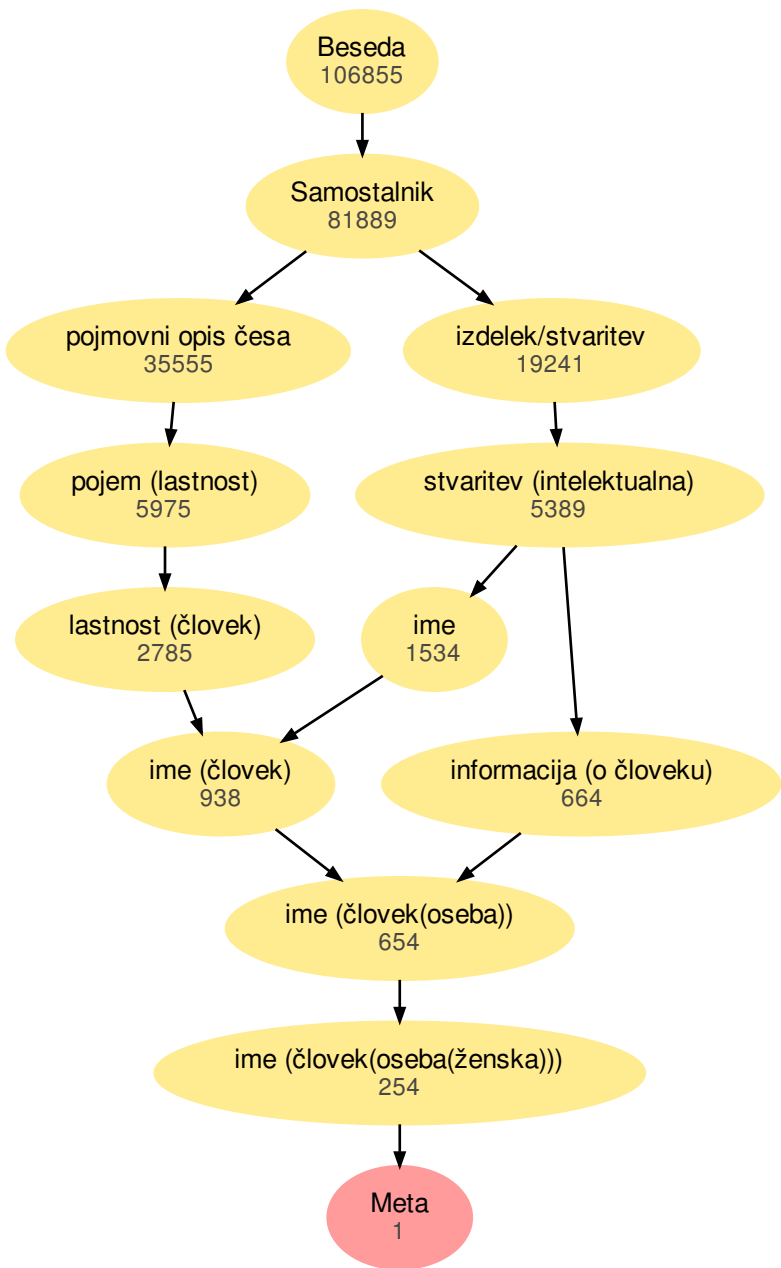 Beseda
106855
Samostalnik
81889
pojmovni opis česa
35555
izdelek/stvaritev
19241
pojem (lastnost)
5975
stvaritev (intelektualna)
5389
lastnost (človek)
2785
ime
1534
ime (človek)
938
informacija (o človeku)
664
ime (človek(oseba))
654
ime (človek(oseba(ženska)))
254
Meta
1